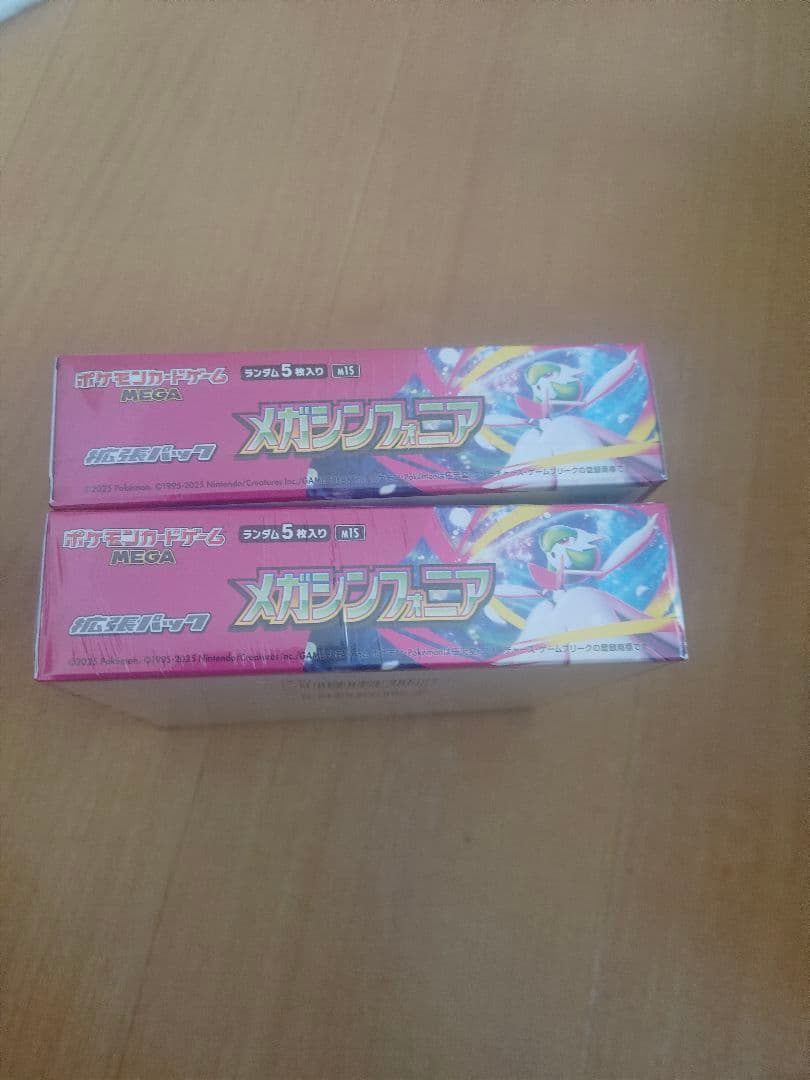 ポケモンカードゲーム
MEGA
ランダム5枚入り M1S
メガシンフォニア
拡張パック
©2025 Pokémon. ©1995-2025 Nintendo/Creatures Inc./GAME
ポケモンカードゲーム
MEGA
ランダム5枚入り M1S
メガシンフォニア
拡張パック
©2025 Pokémon. ©1995-2025 Nintendo/Creatures Inc./GAME